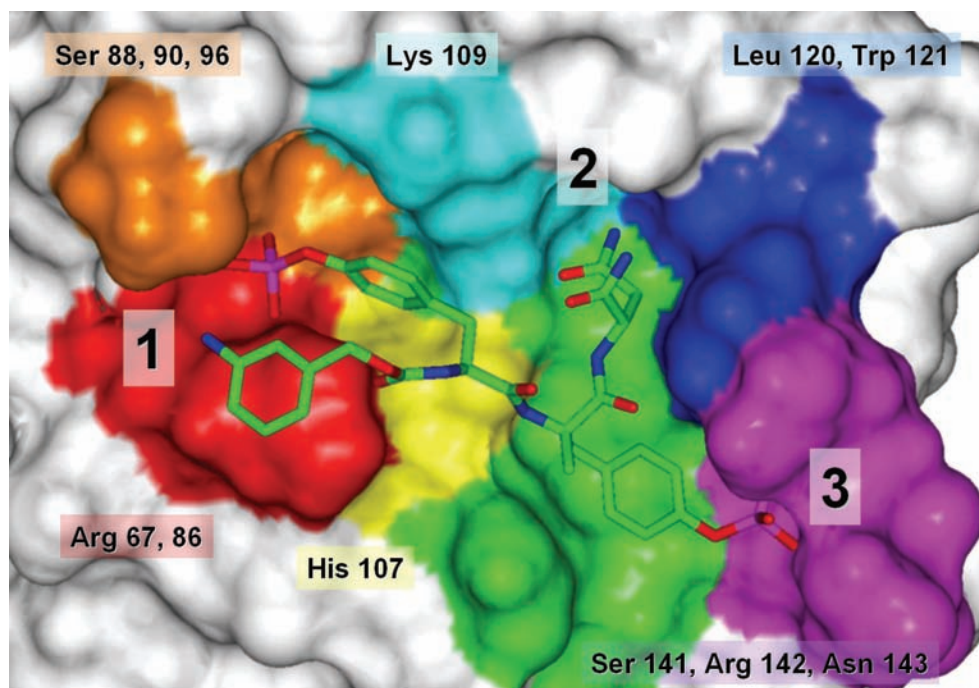 Ser 88, 90, 96
Lys 109
Leu 120, Trp 121
2
1
3
Arg 67, 86
His 107
Ser 141, Arg 142, Asn 143